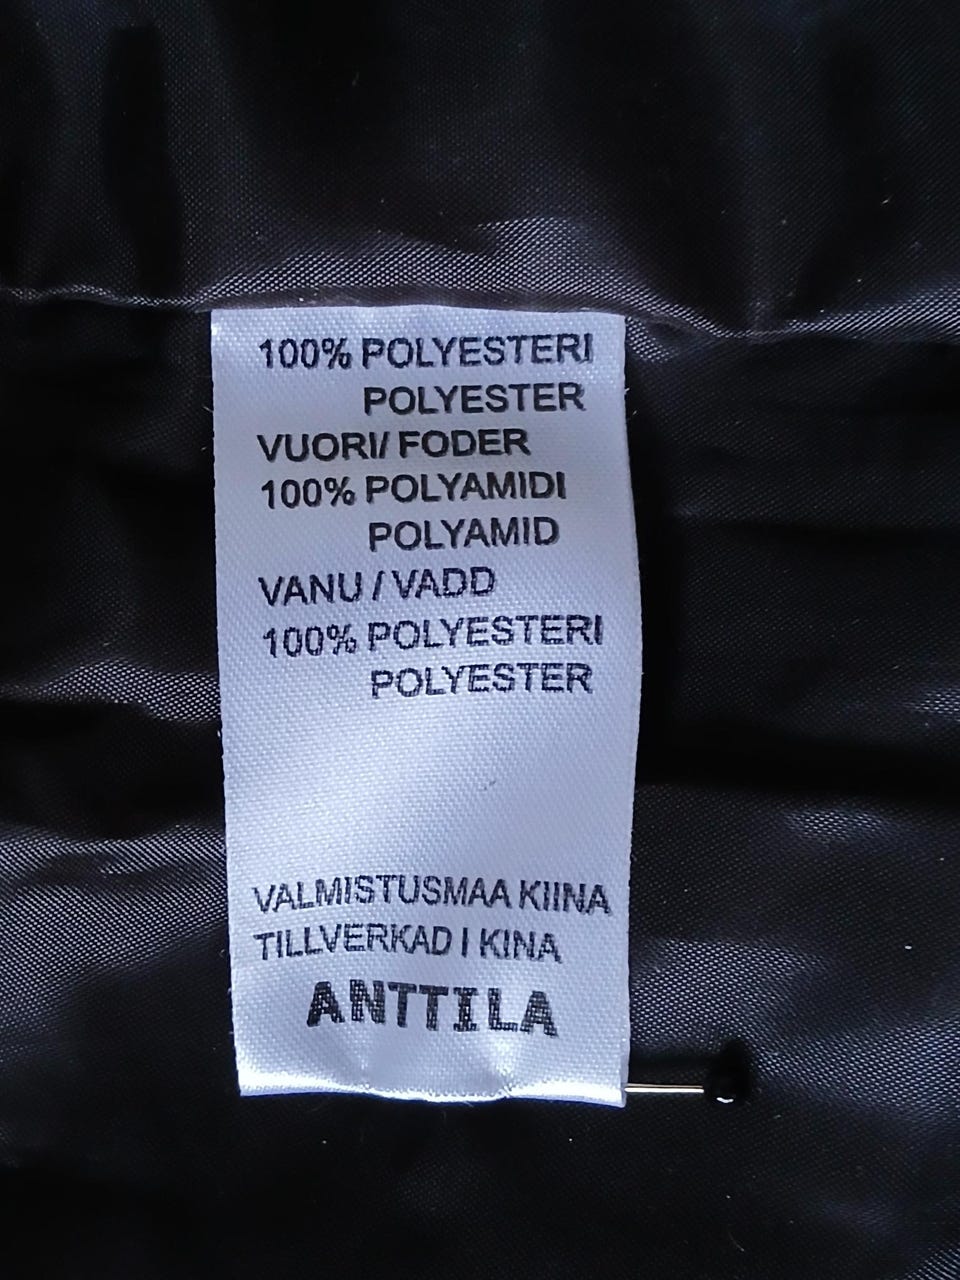 100% POLYESTERI
POLYESTER
VUORI/ FODER
100% POLYAMIDI
POLYAMID
VANU / VADD
100% POLYESTERI
POLYESTER
VALMISTUSMAA KIINA
TILLVERKAD I KINA
ANTTILA